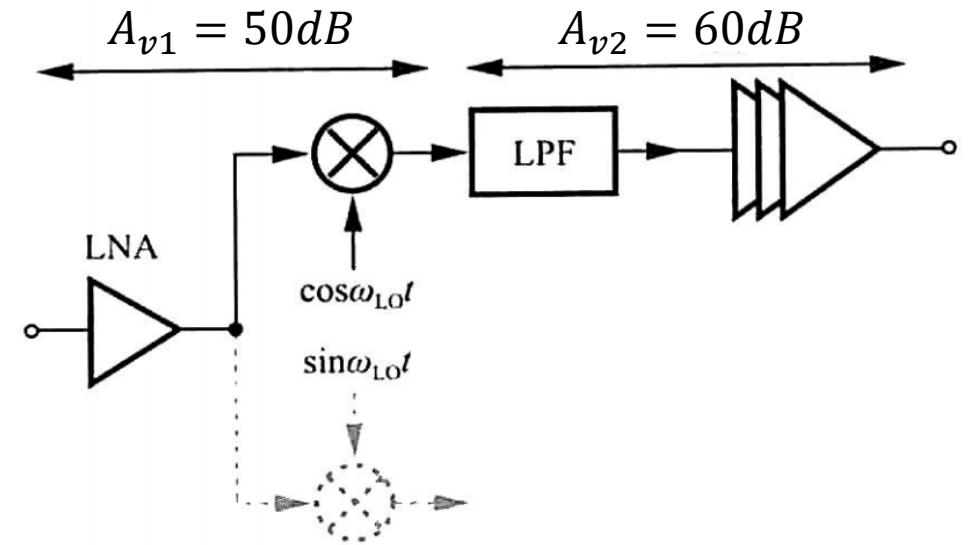 A_{v1} = 50dB
A_{v2} = 60dB
LPF
LNA
cosω_{LO}t
sinω_{LO}t